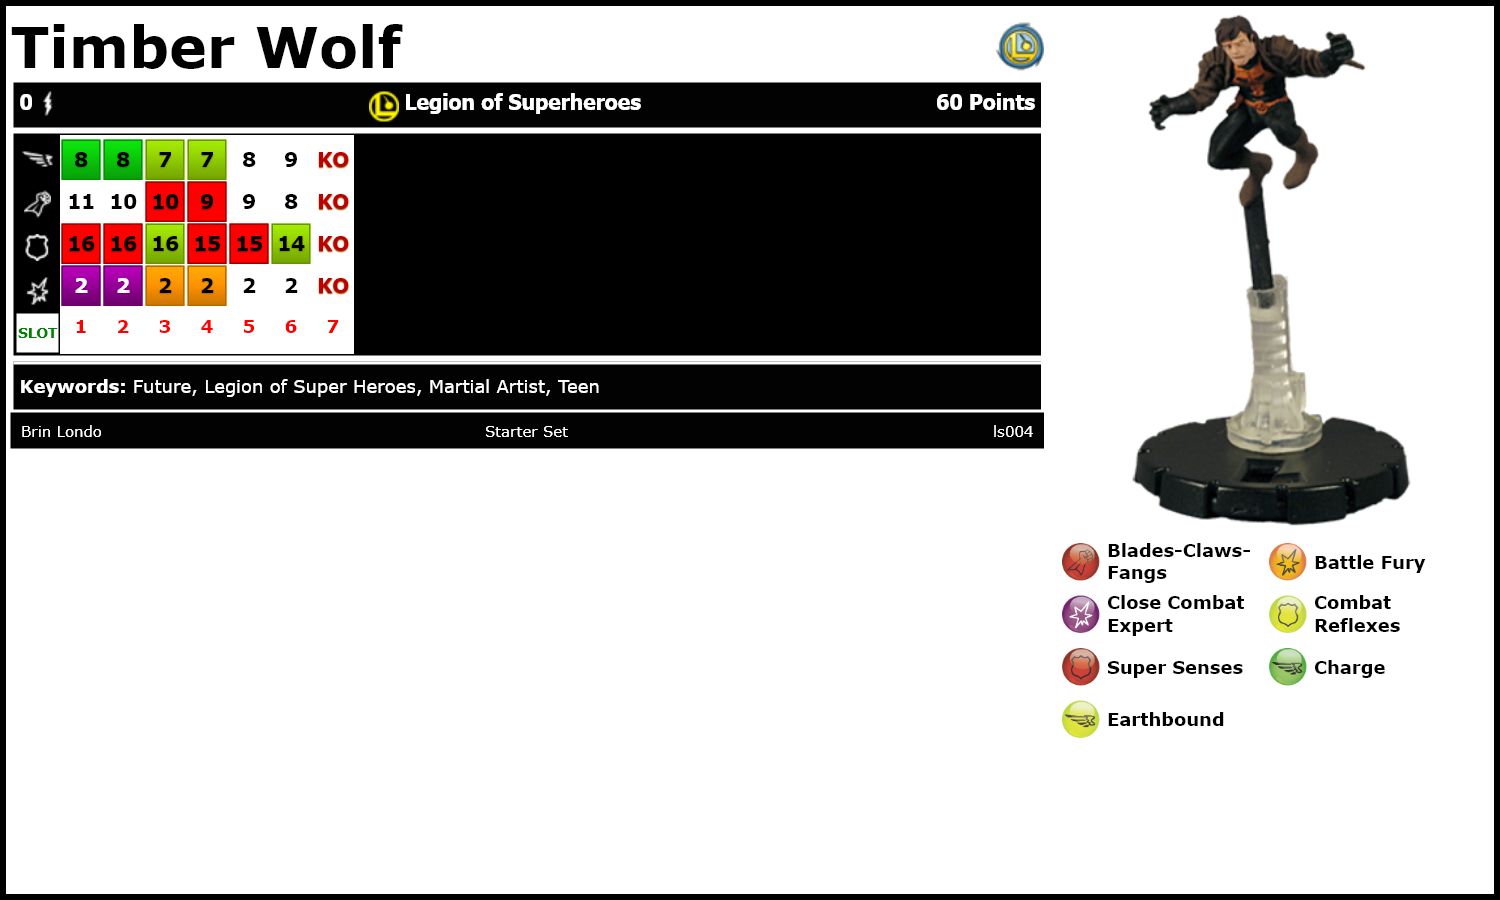 Timber Wolf
0 Legion of Superheroes 60 Points
8 8 7 7 8 9 KO
11 10 10 9 9 8 KO
16 16 16 15 15 14 KO
2 2 2 2 2 2 KO
SLOT 1 2 3 4 5 6 7
Keywords: Future, Legion of Super Heroes, Martial Artist, Teen
Brin Londo Starter Set ls004
Blades-Claws-
Fangs
Battle Fury
Close Combat
Expert
Combat
Reflexes
Super Senses
Charge
Earthbound